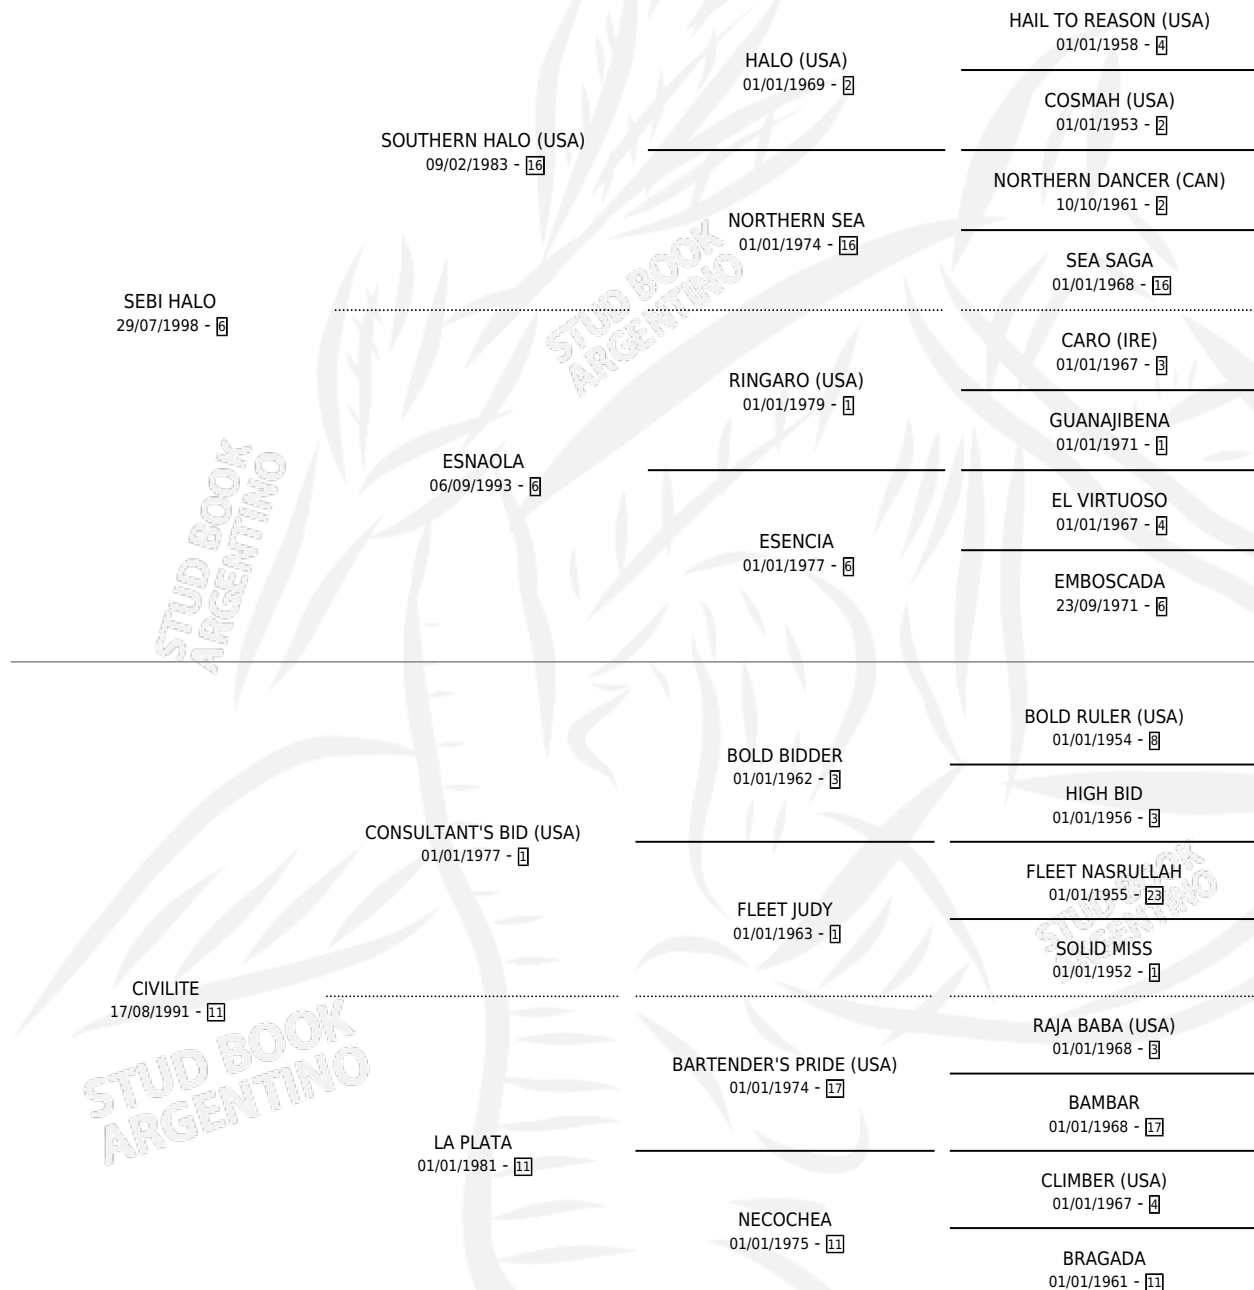 SEBI HALO
29/07/1998 - 6
SOUTHERN HALO (USA)
09/02/1983 - 16
HALO (USA)
01/01/1969 - 2
HAIL TO REASON (USA)
01/01/1958 - 4
COSMAH (USA)
01/01/1953 - 2
NORTHERN SEA
01/01/1974 - 16
NORTHERN DANCER (CAN)
10/10/1961 - 2
SEA SAGA
01/01/1968 - 16
ESNAOLA
06/09/1993 - 6
RINGARO (USA)
01/01/1979 - 1
CARO (IRE)
01/01/1967 - 3
GUANAJIBENA
01/01/1971 - 1
ESENCIA
01/01/1977 - 6
EL VIRTUOSO
01/01/1967 - 4
EMBOSCADA
23/09/1971 - 6
CIVILITE
17/08/1991 - 11
CONSULTANT'S BID (USA)
01/01/1977 - 1
BOLD BIDDER
01/01/1962 - 3
BOLD RULER (USA)
01/01/1954 - 8
HIGH BID
01/01/1956 - 3
FLEET JUDY
01/01/1963 - 1
FLEET NASRULLAH
01/01/1955 - 23
SOLID MISS
01/01/1952 - 1
LA PLATA
01/01/1981 - 11
BARTENDER'S PRIDE (USA)
01/01/1974 - 17
RAJA BABA (USA)
01/01/1968 - 3
BAMBAR
01/01/1968 - 17
NECOCHEA
01/01/1975 - 11
CLIMBER (USA)
01/01/1967 - 4
BRAGADA
01/01/1961 - 11
STUD BOOK
ARGENTINO
STUD BOOK
ARGENTINO
STUD BOOK
ARGENTINO
STUD BOOK
ARGENTINO